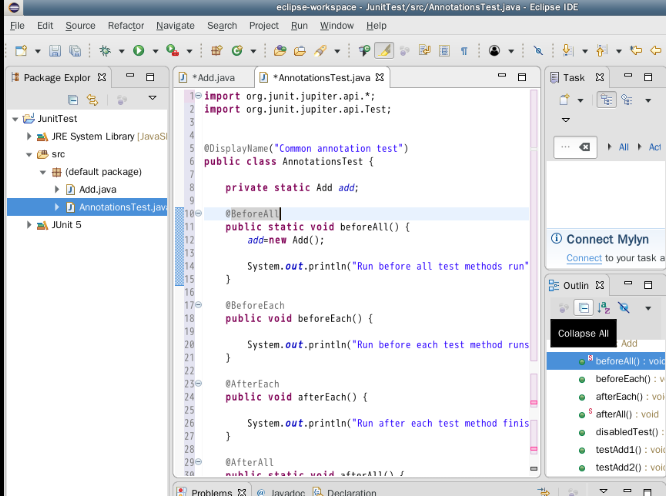 eclipse-workspace - JunitTest/src/AnnotationsTest.java - Eclipse IDE
File Edit Source Refactor Navigate Search Project Run Window Help
Package Explor
*Add.java
*AnnotationsTest.java
Task
JunitTest
JRE System Library [JavaSE
src
(default package)
Add.java
AnnotationsTest.java
JUnit 5
1 import org.junit.jupiter.api.*;
2 import org.junit.jupiter.api.Test;
3
4
5 @DisplayName("Common annotation test")
6 public class AnnotationsTest {
7
8 private static Add add;
9
10 @BeforeAll
11 public static void beforeAll() {
12 add=new Add();
13
14 System.out.println("Run before all test methods run"
15 }
16
17 @BeforeEach
18 public void beforeEach() {
19
20 System.out.println("Run before each test method runs
21 }
22
23 @AfterEach
24 public void afterEach() {
25
26 System.out.println("Run after each test method finis
27 }
28
29 @AfterAll
30 public static void afterAll() {
All
Act
Connect Mylyn
Connect to your task a
Outlin
Collapse All
Add
beforeAll() : void
beforeEach() : v
afterEach() : voi
afterAll() : void
disabledTest() :
testAdd1() : voi
testAdd2() : voi
Problems
Javadoc
Declaration